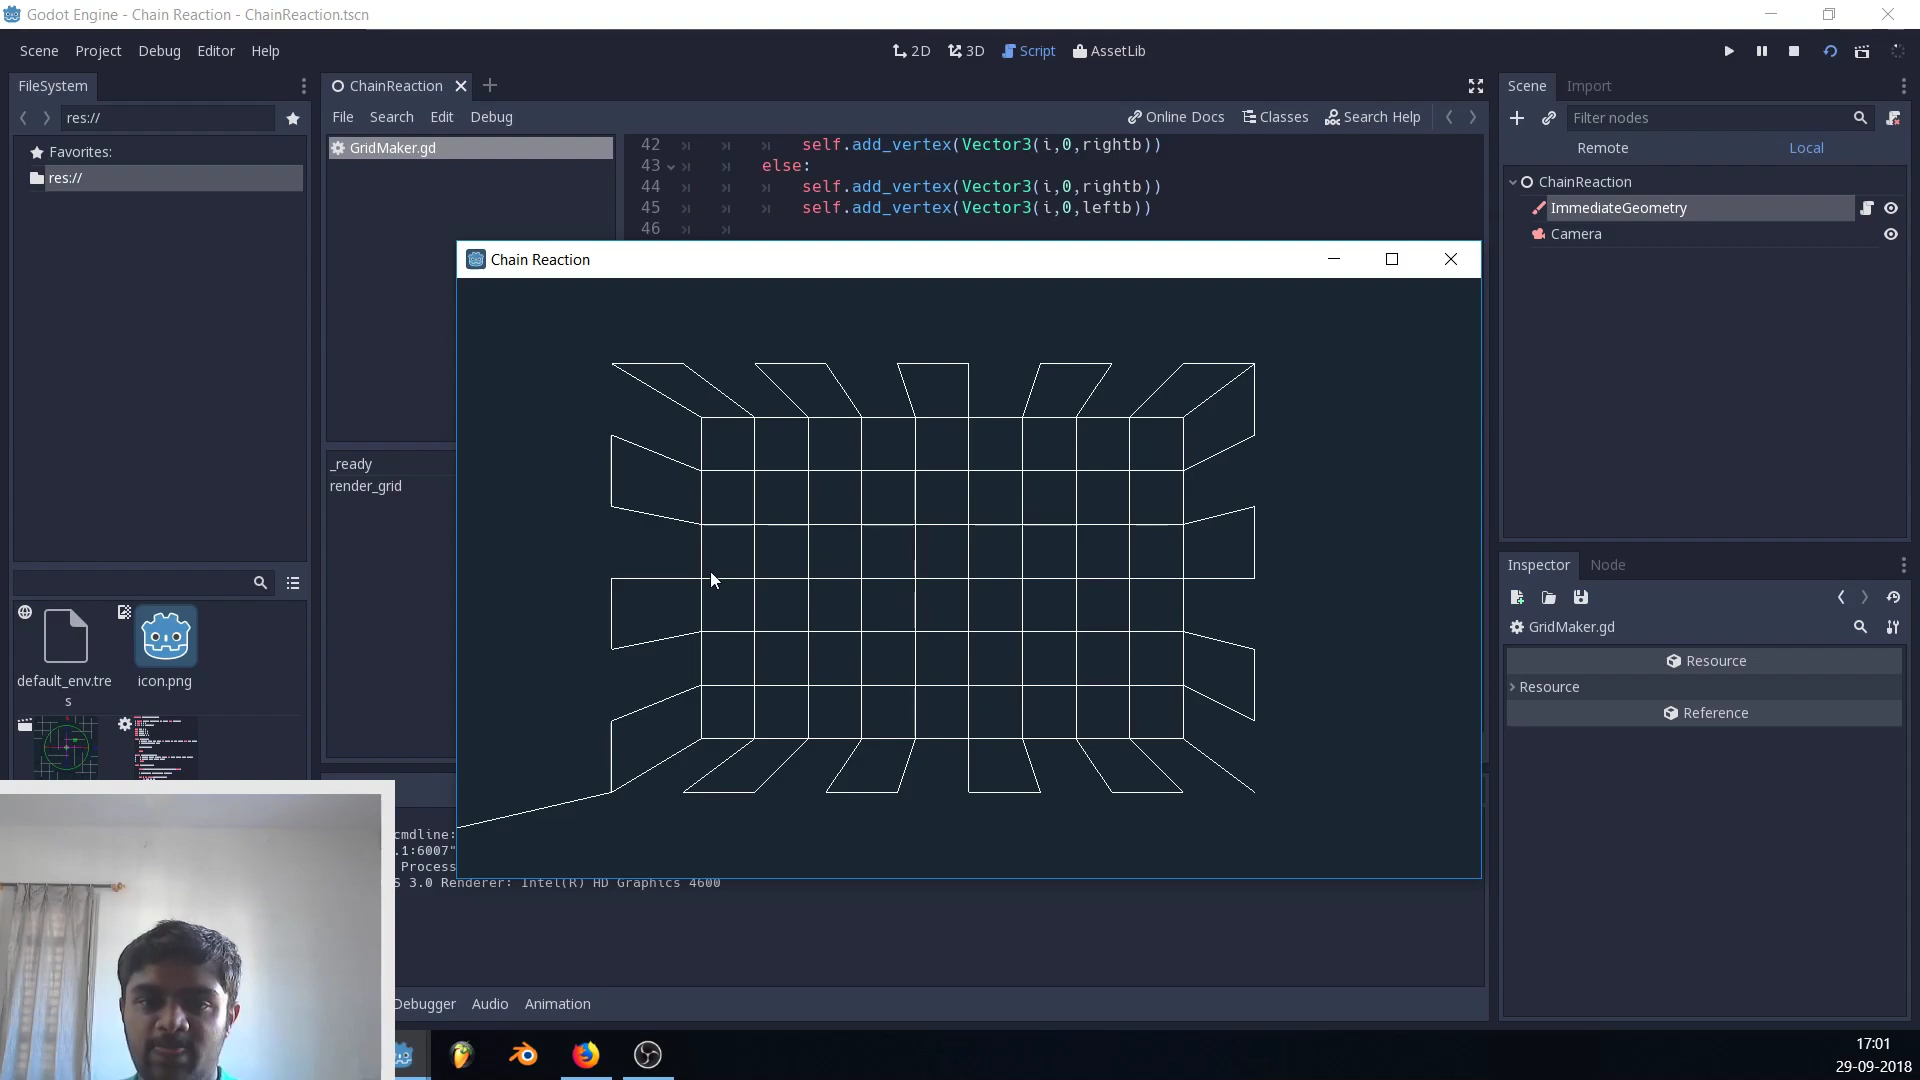 Godot Engine - Chain Reaction - ChainReaction.tscn
Scene Project Debug Editor Help
2D 3D Script AssetLib
FileSystem
ChainReaction
Scene Import
res://
File Search Edit Debug
Online Docs Classes Search Help
Filter nodes
Favorites:
res://
GridMaker.gd
42 self.add_vertex(Vector3(i,0,rightb))
43 else:
44 self.add_vertex(Vector3(i,0,rightb))
45 self.add_vertex(Vector3(i,0,leftb))
46
Remote Local
ChainReaction
ImmediateGeometry
Camera
Chain Reaction
_ready
render_grid
default_env.tre
s
icon.png
Inspector Node
GridMaker.gd
Resource
Resource
Reference
cmdline:
.1:6007"
Process
S 3.0 Renderer: Intel(R) HD Graphics 4600
Debugger Audio Animation
17:01
29-09-2018